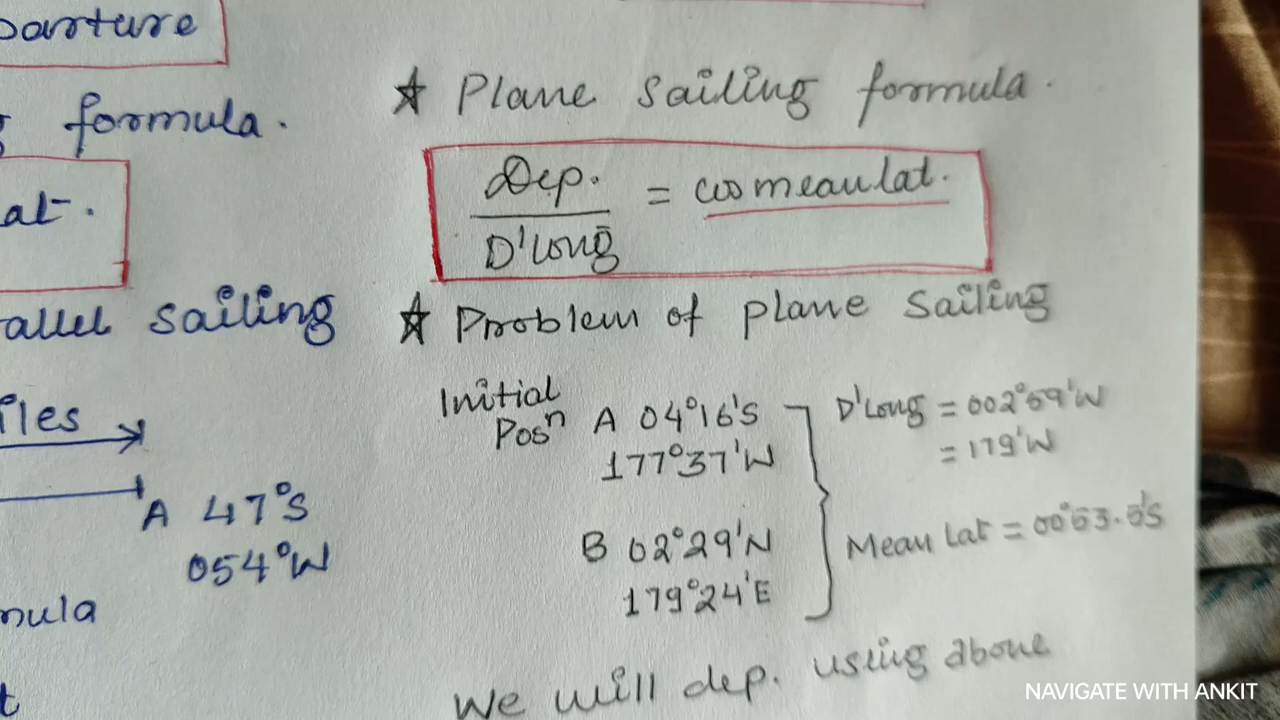 parture
formula.
at.
allel sailing
iles
A 47°S
054°W
mula
t
☆ Plane sailing formula.
Dep. / D'long = cos mean lat.
☆ Problem of plane Sailing
Initial
Posⁿ A 04°16'S
177°37'W
D'Long = 002°59'W
= 179'W
B 02°29'N
179°24'E
Mean Lat = 00°53.5'S
We will dep. using above
NAVIGATE WITH ANKIT